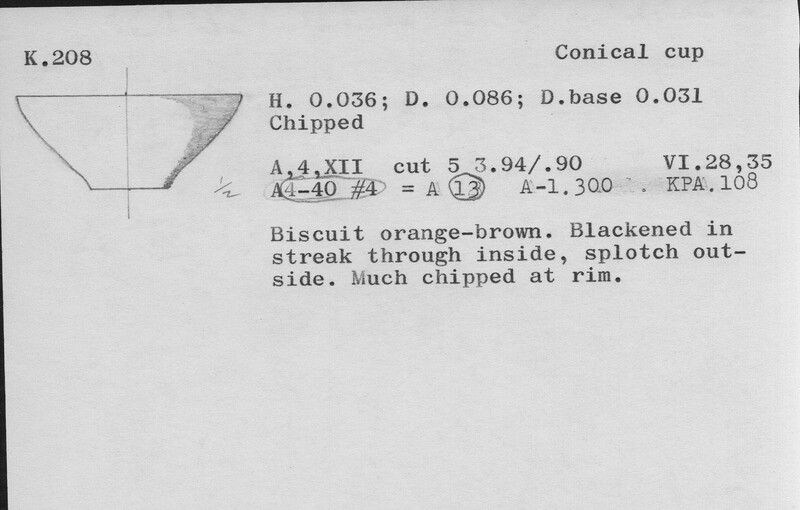 K.208
Conical cup
H. 0.036; D. 0.086; D.base 0.031
Chipped
A,4,XII cut 5 3.94/.90 VI.28,35
1/2
A4-40 #4 = A 13 A-1.300 . KPA.108
Biscuit orange-brown. Blackened in
streak through inside, splotch out-
side. Much chipped at rim.